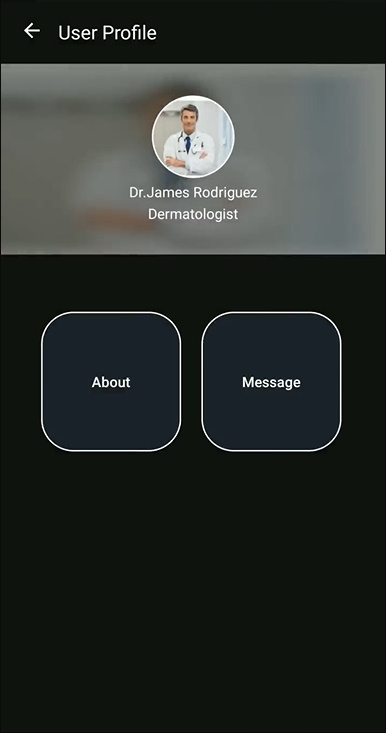 User Profile
Dr.James Rodriguez
Dermatologist
About
Message